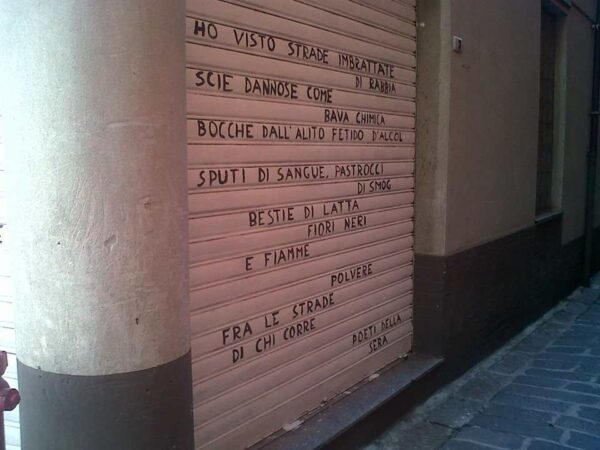 HO VISTO STRADE IMBRATTATE
DI RABBIA
SCIE DANNOSE COME
BAVA CHIMICA
BOCCHE DALL'ALITO FETIDO D'ALCOL
SPUTI DI SANGUE, PASTROCCI
DI SMOG
BESTIE DI LATTA
FIORI NERI
E FIAMME
POLVERE
FRA LE STRADE
DI CHI CORRE
POETI DELLA
SERA